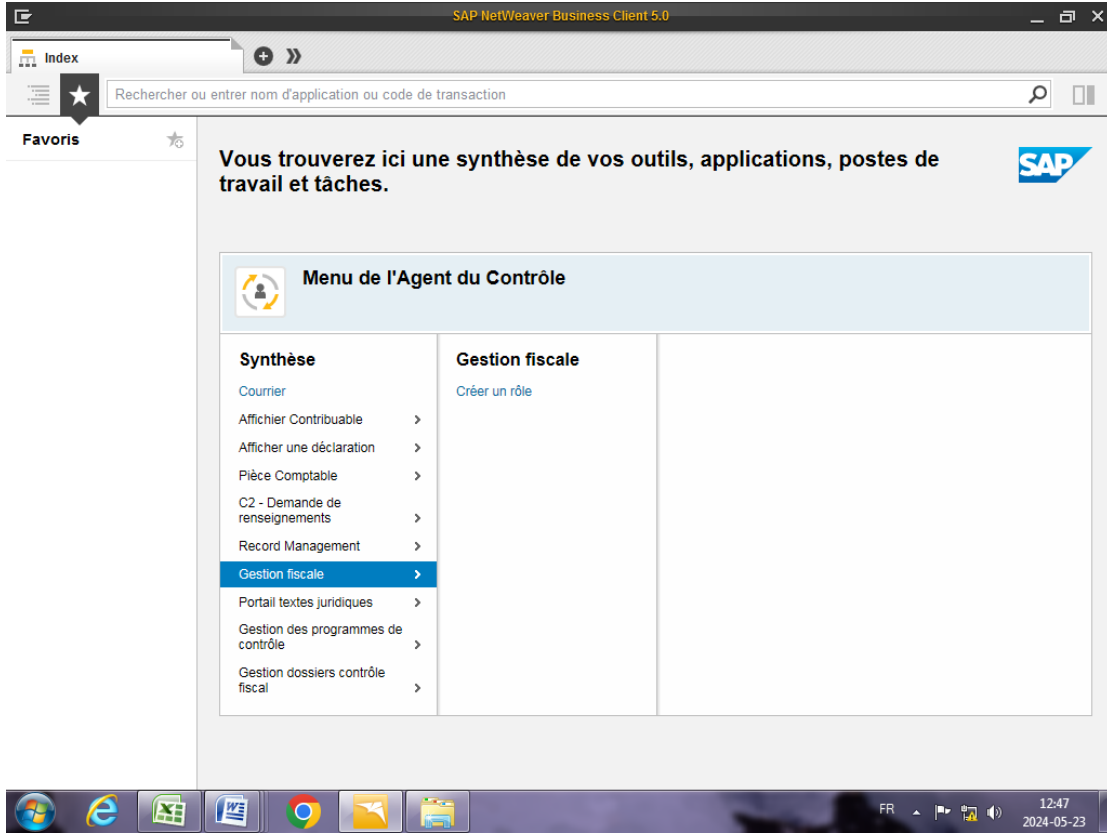 SAP NetWeaver Business Client 5.0
Index
Rechercher ou entrer nom d'application ou code de transaction
Favoris
Vous trouverez ici une synthèse de vos outils, applications, postes de
travail et tâches.
SAP
Menu de l'Agent du Contrôle
Synthèse
Courrier
Affichier Contribuable
Afficher une déclaration
Pièce Comptable
C2 - Demande de
renseignements
Record Management
Gestion fiscale
Portail textes juridiques
Gestion des programmes de
contrôle
Gestion dossiers contrôle
fiscal
Gestion fiscale
Créer un rôle
FR
12:47
2024-05-23